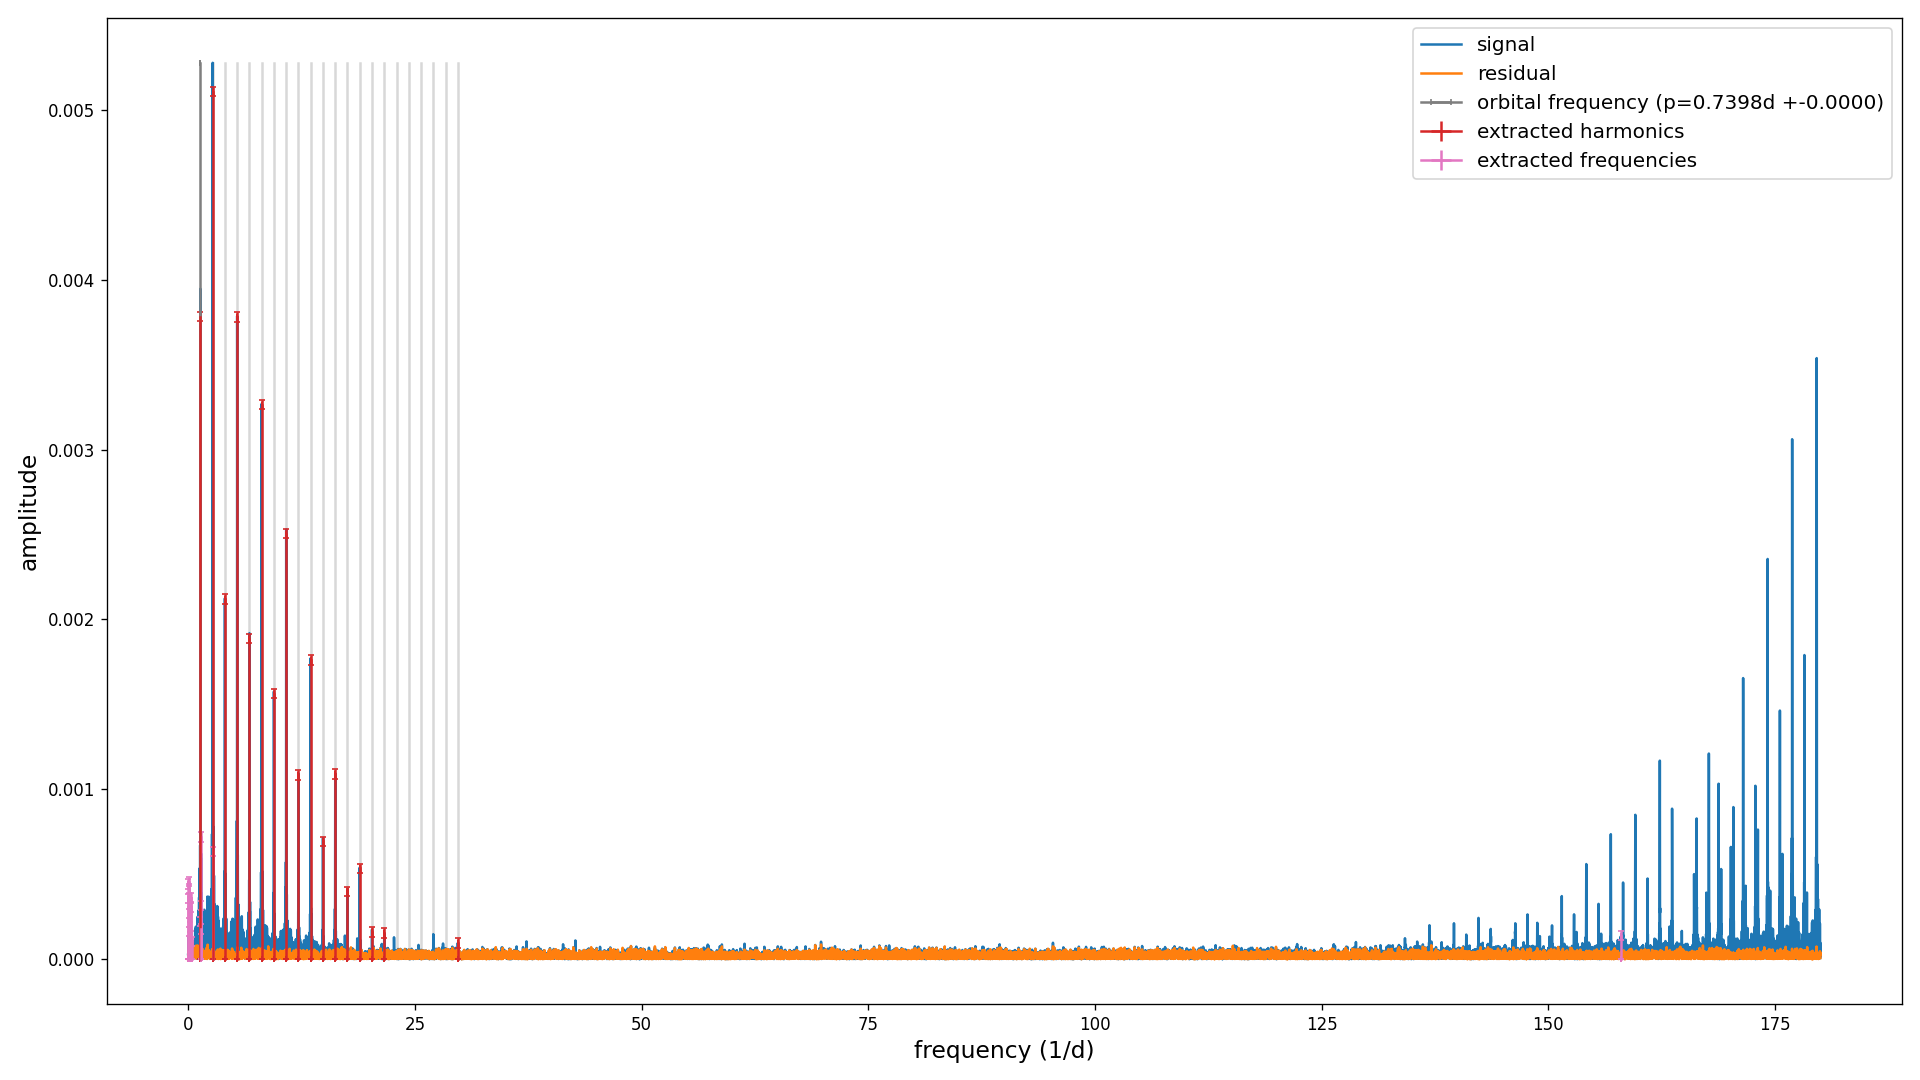 signal
residual
orbital frequency (p=0.7398d +-0.0000)
extracted harmonics
extracted frequencies
0.005
0.004
0.003
0.002
0.001
0.000
amplitude
0 25 50 75 100 125 150 175
frequency (1/d)